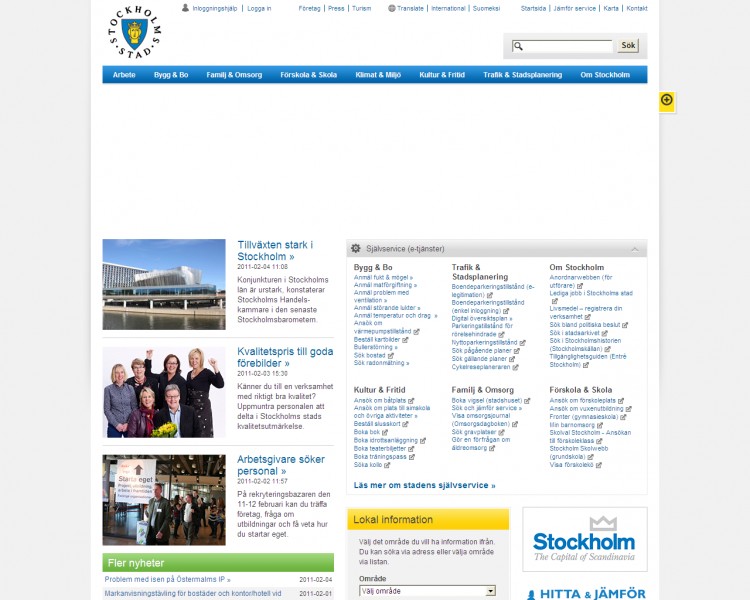 STOCKHOLMS STAD
Inloggningshjälp | Logga in
Företag | Press | Turism
Translate | International | Suomeksi
Startsida | Jämför service | Karta | Kontakt
Sök
Arbete
Bygg & Bo
Familj & Omsorg
Förskola & Skola
Klimat & Miljö
Kultur & Fritid
Trafik & Stadsplanering
Om Stockholm
Tillväxten stark i
Stockholm »
2011-02-04 11:08
Konjunkturen i Stockholms
län är urstark, konstaterar
Stockholms Handels-
kammare i den senaste
Stockholmsbarometern.
Kvalitetspris till goda
förebilder »
2011-02-03 15:30
Känner du till en verksamhet
med riktigt bra kvalitet?
Uppmuntra personalen att
delta i Stockholms stads
kvalitetsutmärkelse.
Starta eget
Arbetsgivare söker
personal »
2011-02-02 11:57
På rekryteringsbazaren den
11-12 februari kan du träffa
företag, fråga om
utbildningar och få veta hur
du startar eget.
Fler nyheter
Problem med isen på Östermalms IP »
2011-02-04
Markanvisningstävling för bostäder och kontor/hotell vid
2011-02-01
Självservice (e-tjänster)
Bygg & Bo
Anmäl fukt & mögel »
Anmäl matförgiftning »
Anmäl problem med
ventilation »
Anmäl störande lukter »
Anmäl temperatur och drag »
Ansök om
värmepumpstillstånd
Beställ kartbilder
Bullerstörning »
Sök bostad
Sök radonmätning »
Trafik &
Stadsplanering
Boendeparkeringstillstånd (e-
legitimation)
Boendeparkeringstillstånd
(enkel inloggning)
Digital översiktsplan »
Parkeringstillstånd för
rörelsehindrade
Nyttoparkeringstillstånd
Sök pågående planer
Sök gällande planer
Cykelreseplaneraren
Om Stockholm
Anordnarwebben (för
utförare)
Lediga jobb i Stockholms stad
Livsmedel – registrera din
verksamhet
Sök bland politiska beslut
Sök i stadsarkivet
Sök i Stockholmshistorien
(Stockholmskällan)
Tillgänglighetsguiden (Entré
Stockholm)
Kultur & Fritid
Ansök om båtplats
Ansök om plats till simskola
och övriga aktiviteter »
Beställ slusskort
Boka bok
Boka idrottsanläggning
Boka teaterbiljetter
Boka träningspass
Söka kollo
Familj & Omsorg
Boka vigsel (stadshuset)
Sök och jämför service »
Visa omsorgsjournal
(Omsorgsdagboken)
Sök gravplatser
Gör en förfrågan om
äldreomsorg
Förskola & Skola
Ansök om förskoleplats
Ansök om vuxenutbildning
Fronter (gymnasieskola)
Min barnomsorg
Skolval Stockholm - Ansökan
till förskoleklass
Stockholm Skolwebb
(grundskola)
Visa förskolekö
Läs mer om stadens självservice »
Lokal information
Välj det område du vill ha information ifrån.
Du kan söka via adress eller välja område
via listan.
Område
Välj område
Stockholm
The Capital of Scandinavia
HITTA & JÄMFÖR